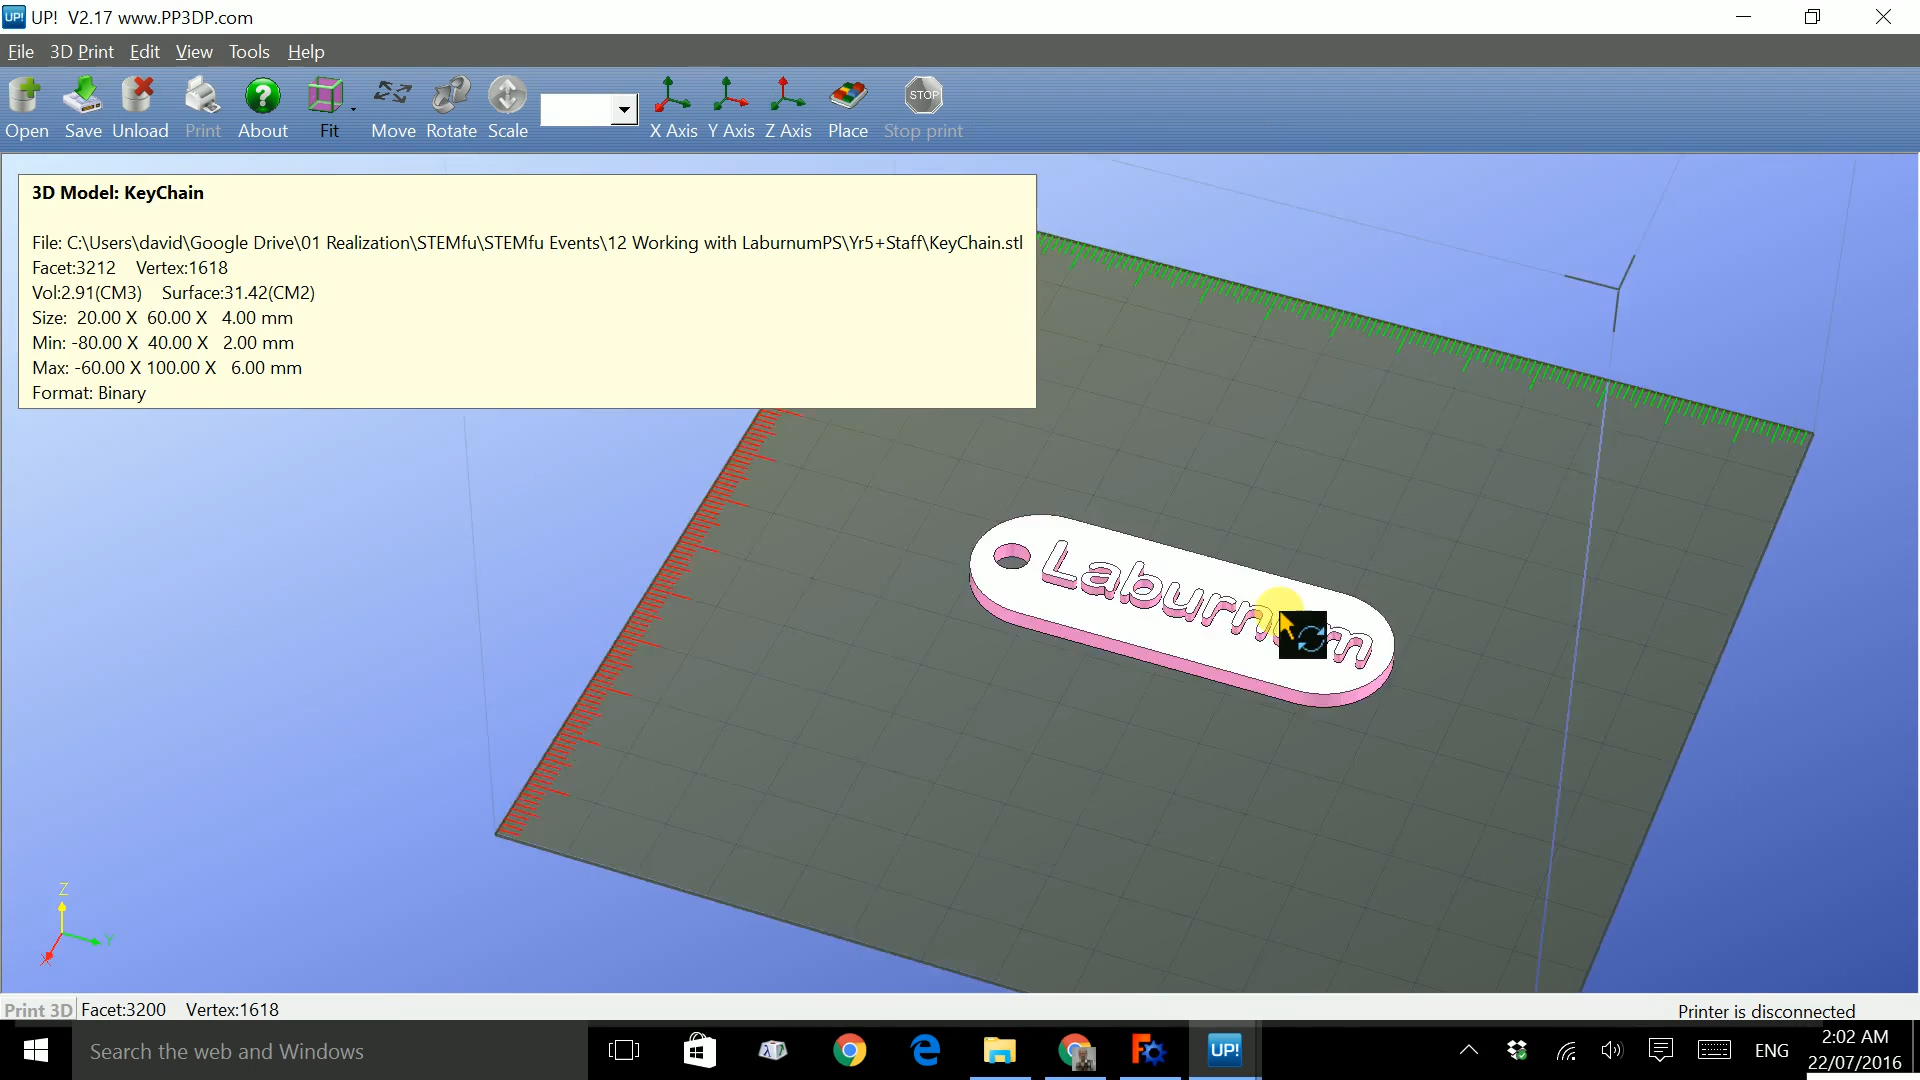 UP! UP! V2.17 www.PP3DP.com
File 3D Print Edit View Tools Help
STOP
Open Save Unload Print About Fit Move Rotate Scale X Axis Y Axis Z Axis Place Stop print
3D Model: KeyChain
File: C:\Users\david\Google Drive\01 Realization\STEMfu\STEMfu Events\12 Working with LaburnumPS\Yr5+Staff\KeyChain.stl
Facet:3212 Vertex:1618
Vol:2.91(CM3) Surface:31.42(CM2)
Size: 20.00 X 60.00 X 4.00 mm
Min: -80.00 X 40.00 X 2.00 mm
Max: -60.00 X 100.00 X 6.00 mm
Format: Binary
Laburnum
Z
Y
X
Print 3D Facet:3200 Vertex:1618
Printer is disconnected
Search the web and Windows
UP!
ENG
2:02 AM
22/07/2016